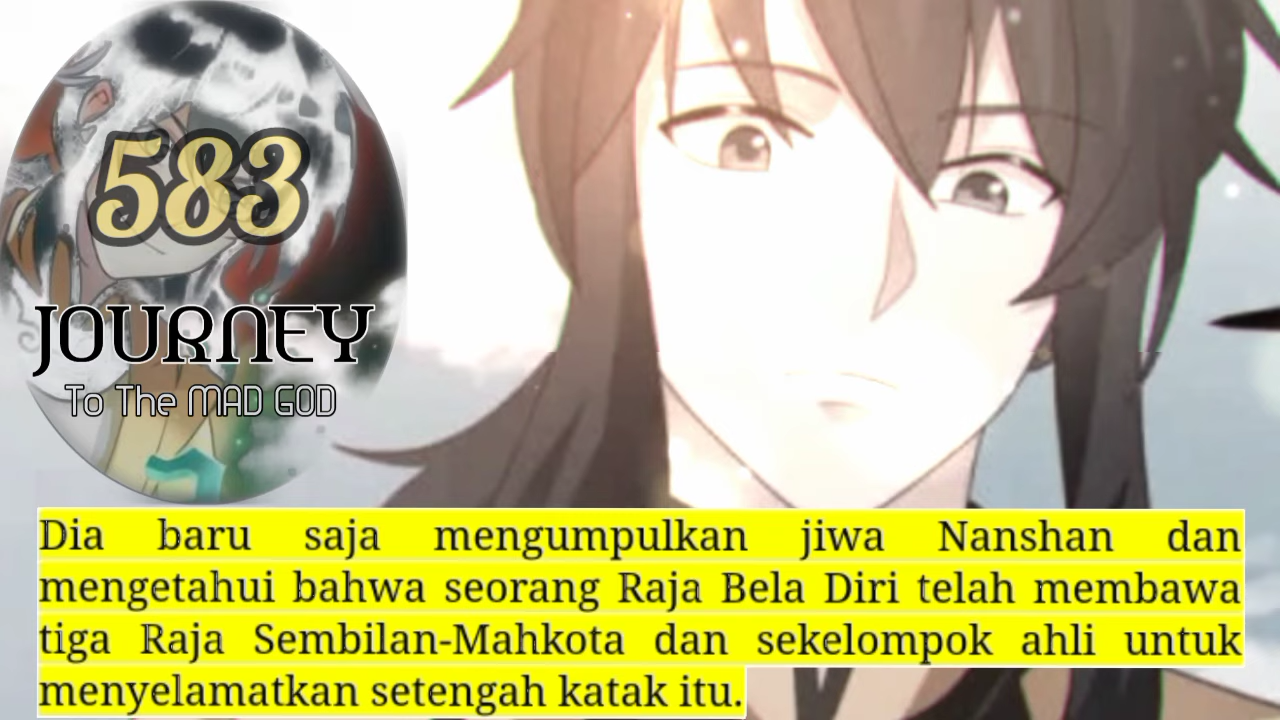 583
JOURNEY
To The MAD GOD
Dia baru saja mengumpulkan jiwa Nanshan dan
mengetahui bahwa seorang Raja Bela Diri telah membawa
tiga Raja Sembilan-Mahkota dan sekelompok ahli untuk
menyelamatkan setengah katak itu.